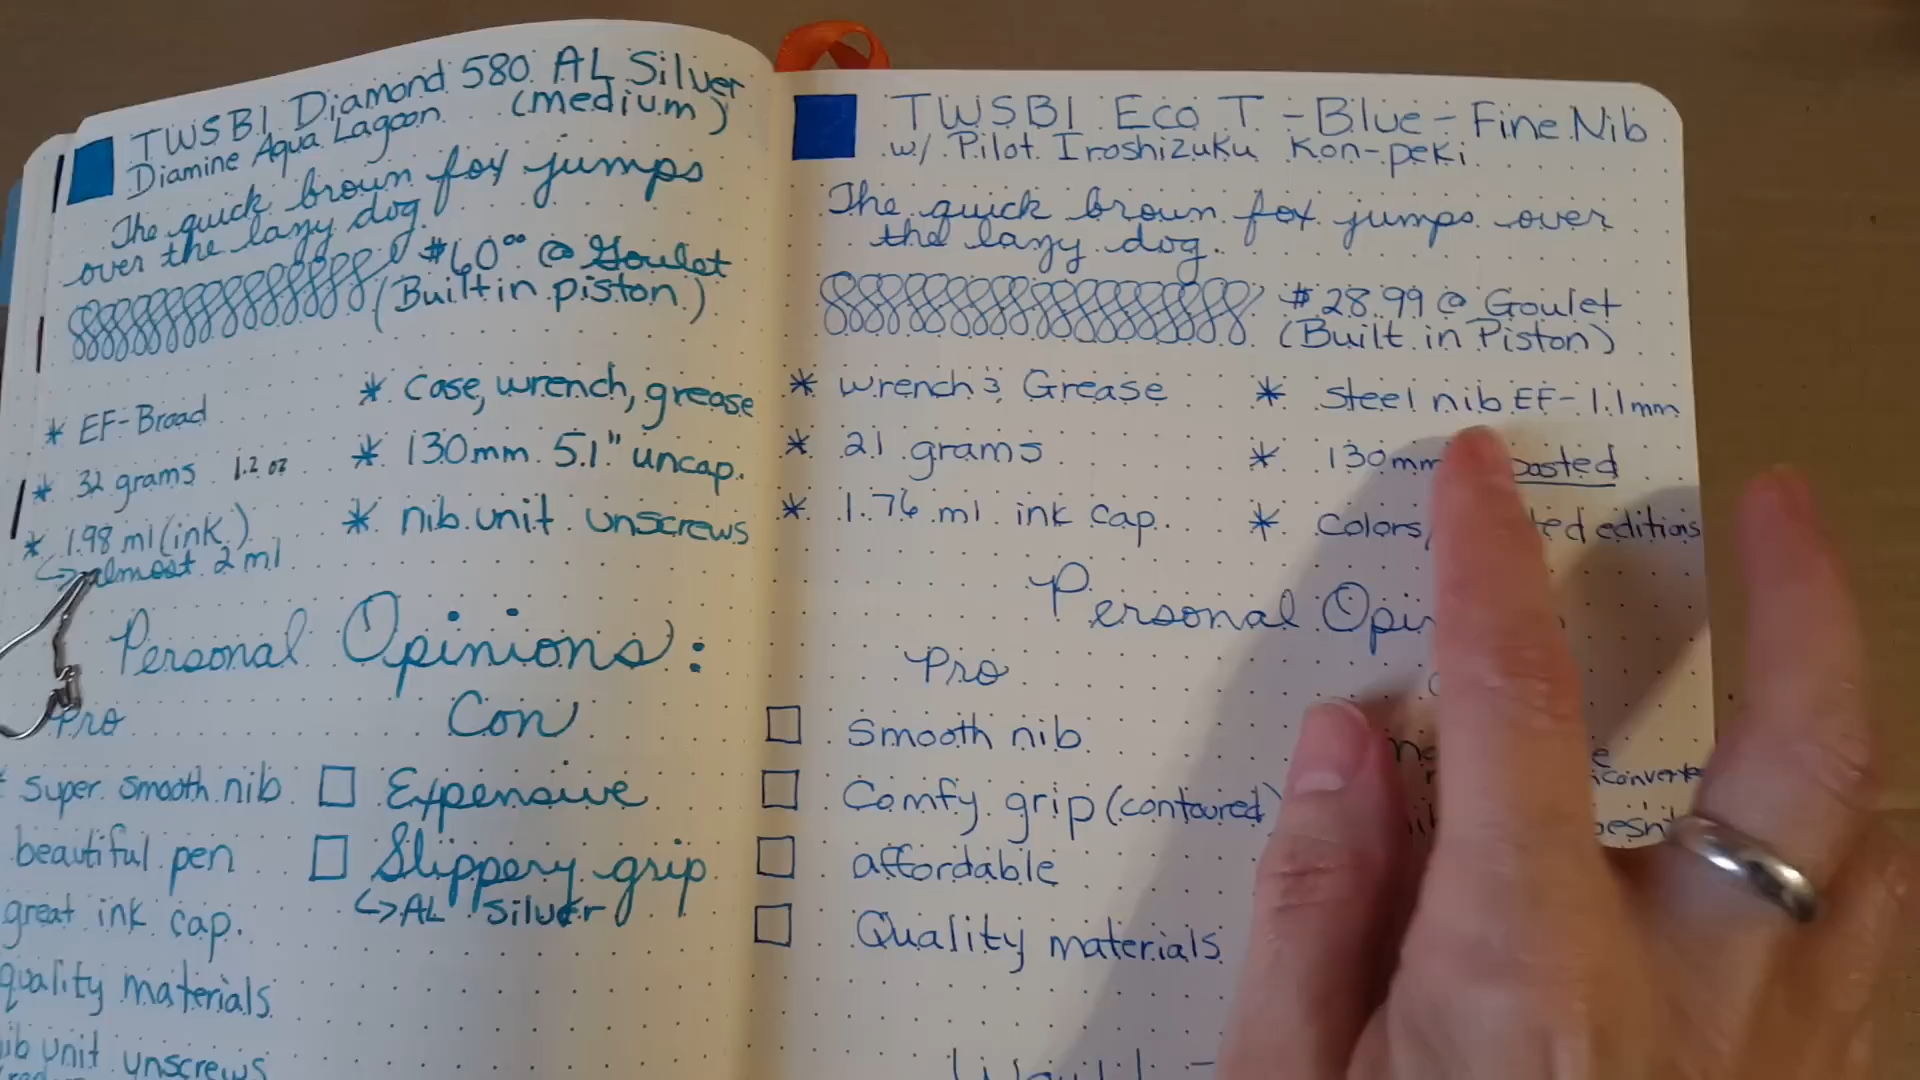 TWSBI Diamond 580 AL Silver
Diamine Aqua Lagoon (medium)
The quick brown fox jumps
over the lazy dog.
$60.00 @ Goulet
(Built in piston)
* EF-Broad
* Case, wrench, grease
* 32 grams 1.2 oz
* 130mm 5.1" uncap.
* 1.98 ml (ink)
↳ almost 2 ml
* nib unit unscrews
Personal Opinions:
Pro
Con
* super smooth nib
beautiful pen
great ink cap.
quality materials
nib unit unscrews
Expensive
Slippery grip
↳ AL Silver
TWSBI Eco T - Blue - Fine Nib
w/ Pilot Iroshizuku Kon-peki
The quick brown fox jumps over
the lazy dog.
$28.99 @ Goulet
(Built in Piston)
* wrench & Grease
* Steel nib EF-1.1mm
* 21 grams
* 130mm posted
* 1.76 ml ink cap.
* Colors, editions
Personal
Pro
Smooth nib
Comfy grip (contoured)
affordable
Quality materials